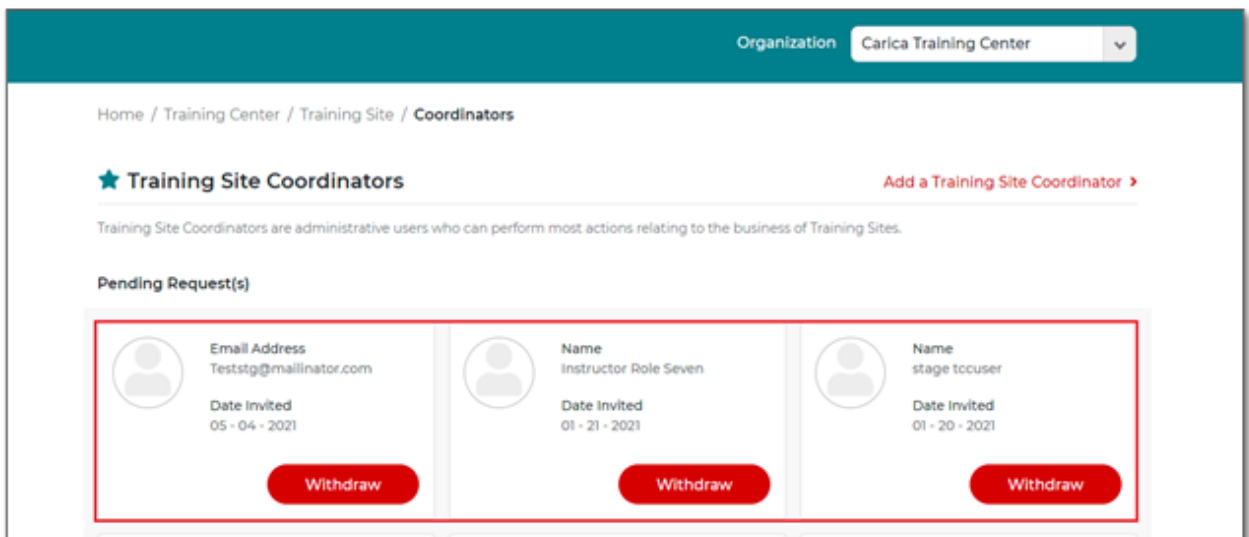 Organization Carica Training Center
Home / Training Center / Training Site / Coordinators
Training Site Coordinators
Add a Training Site Coordinator >
Training Site Coordinators are administrative users who can perform most actions relating to the business of Training Sites.
Pending Request(s)
Email Address
Teststg@mailinator.com
Date Invited
05 - 04 - 2021
Withdraw
Name
Instructor Role Seven
Date Invited
01 - 21 - 2021
Withdraw
Name
stage tccuser
Date Invited
01 - 20 - 2021
Withdraw